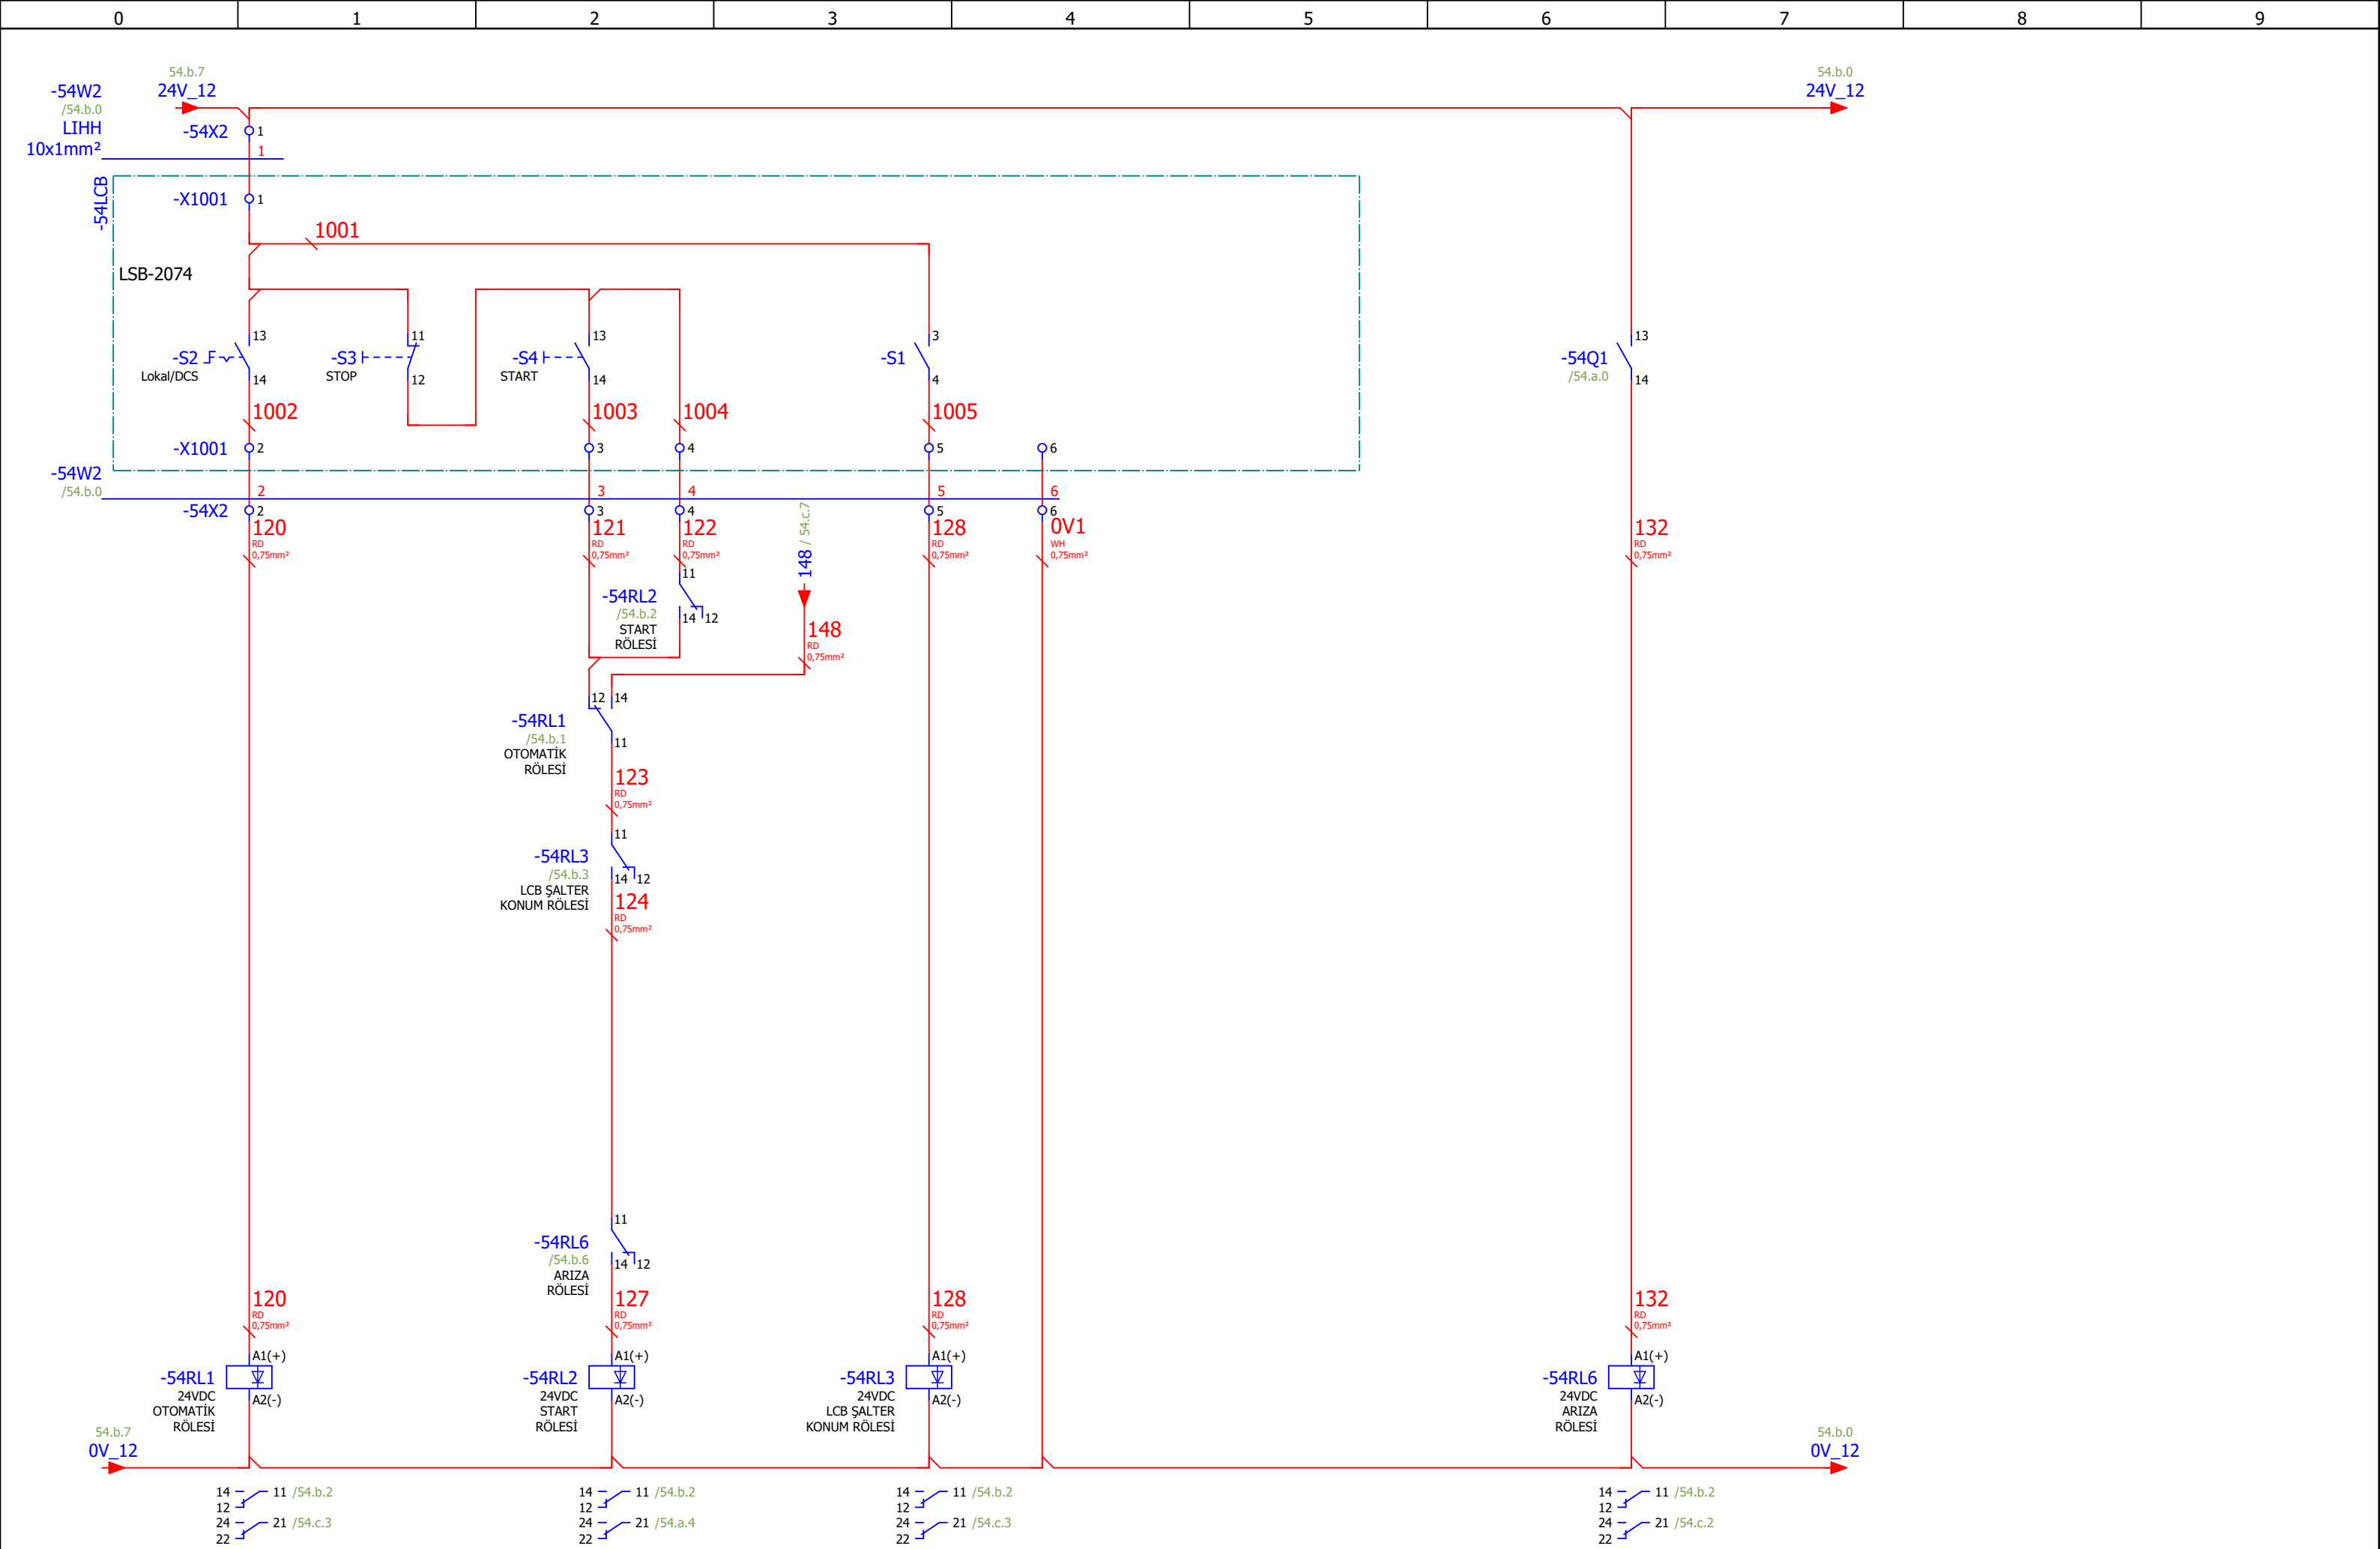 0 1 2 3 4 5 6 7 8 9
54.b.7
24V_12
54.b.0
24V_12
-54W2
/54.b.0
LIHH
10x1mm²
-54X2 1
1
-54LCB
-X1001 1
1001
LSB-2074
-S2 13
Lokal/DCS 14
-S3 11
STOP 12
-S4 13
START 14
-S1 3
4
-54Q1 13
/54.a.0 14
1002
1003
1004
1005
-X1001 2 3 4 5 6
-54W2
/54.b.0
2 3 4 5 6
-54X2 2 3 4 5 6
120
RD
0,75mm²
121
RD
0,75mm²
122
RD
0,75mm²
148 / 54.c.7
128
RD
0,75mm²
0V1
WH
0,75mm²
132
RD
0,75mm²
11
-54RL2
/54.b.2
14 12
START
RÖLESİ
148
RD
0,75mm²
12 14
-54RL1
/54.b.1
11
OTOMATİK
RÖLESİ
123
RD
0,75mm²
11
-54RL3
/54.b.3
14 12
LCB ŞALTER
KONUM RÖLESİ
124
RD
0,75mm²
11
-54RL6
/54.b.6
14 12
ARIZA
RÖLESİ
120
RD
0,75mm²
127
RD
0,75mm²
128
RD
0,75mm²
132
RD
0,75mm²
A1(+)
-54RL1
24VDC
A2(-)
OTOMATİK
RÖLESİ
A1(+)
-54RL2
24VDC
A2(-)
START
RÖLESİ
A1(+)
-54RL3
24VDC
A2(-)
LCB ŞALTER
KONUM RÖLESİ
A1(+)
-54RL6
24VDC
A2(-)
ARIZA
RÖLESİ
54.b.7
0V_12
54.b.0
0V_12
14 11 /54.b.2
12
24 21 /54.c.3
22
14 11 /54.b.2
12
24 21 /54.a.4
22
14 11 /54.b.2
12
24 21 /54.c.3
22
14 11 /54.b.2
12
24 21 /54.c.2
22